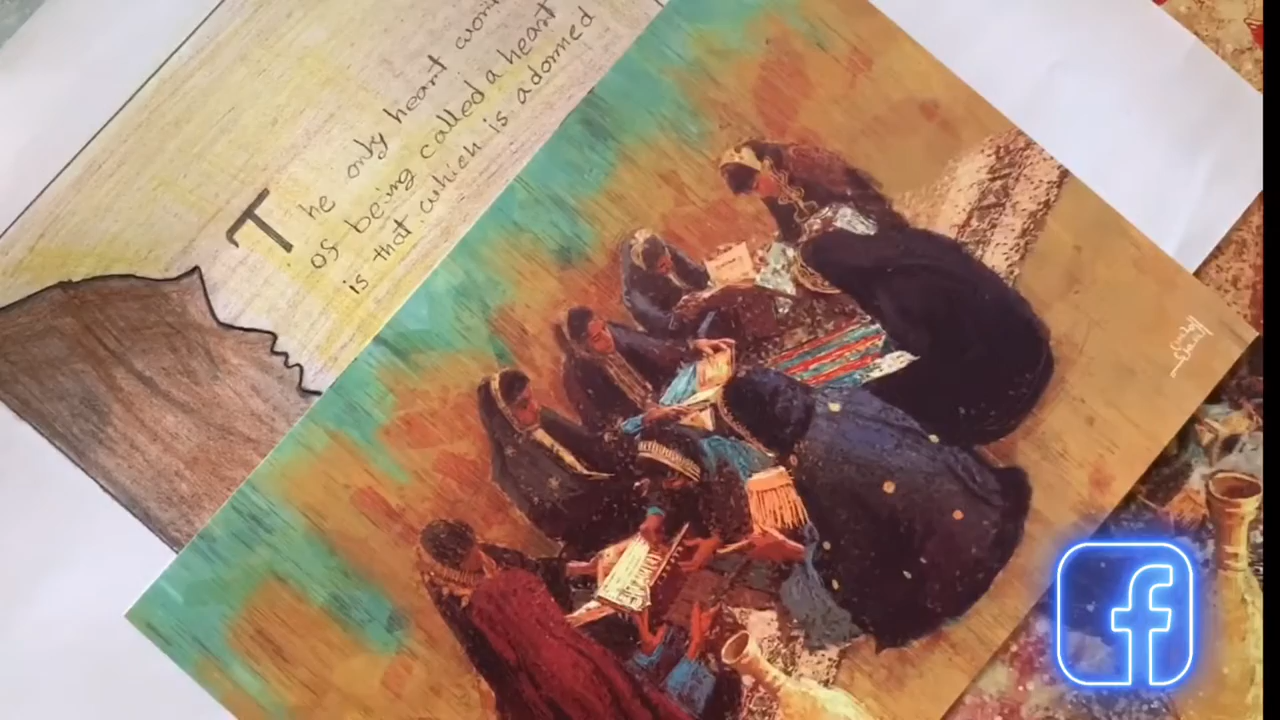 The only heart
of being called a heart
is that which is adorned